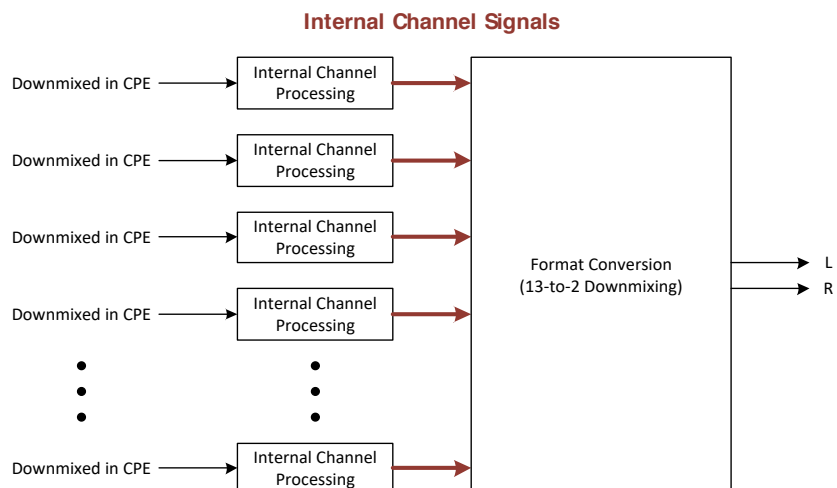 Internal Channel Signals
Downmixed in CPE
Internal Channel
Processing
Downmixed in CPE
Internal Channel
Processing
Downmixed in CPE
Internal Channel
Processing
Downmixed in CPE
Internal Channel
Processing
Downmixed in CPE
Internal Channel
Processing
Format Conversion
(13-to-2 Downmixing)
L
R